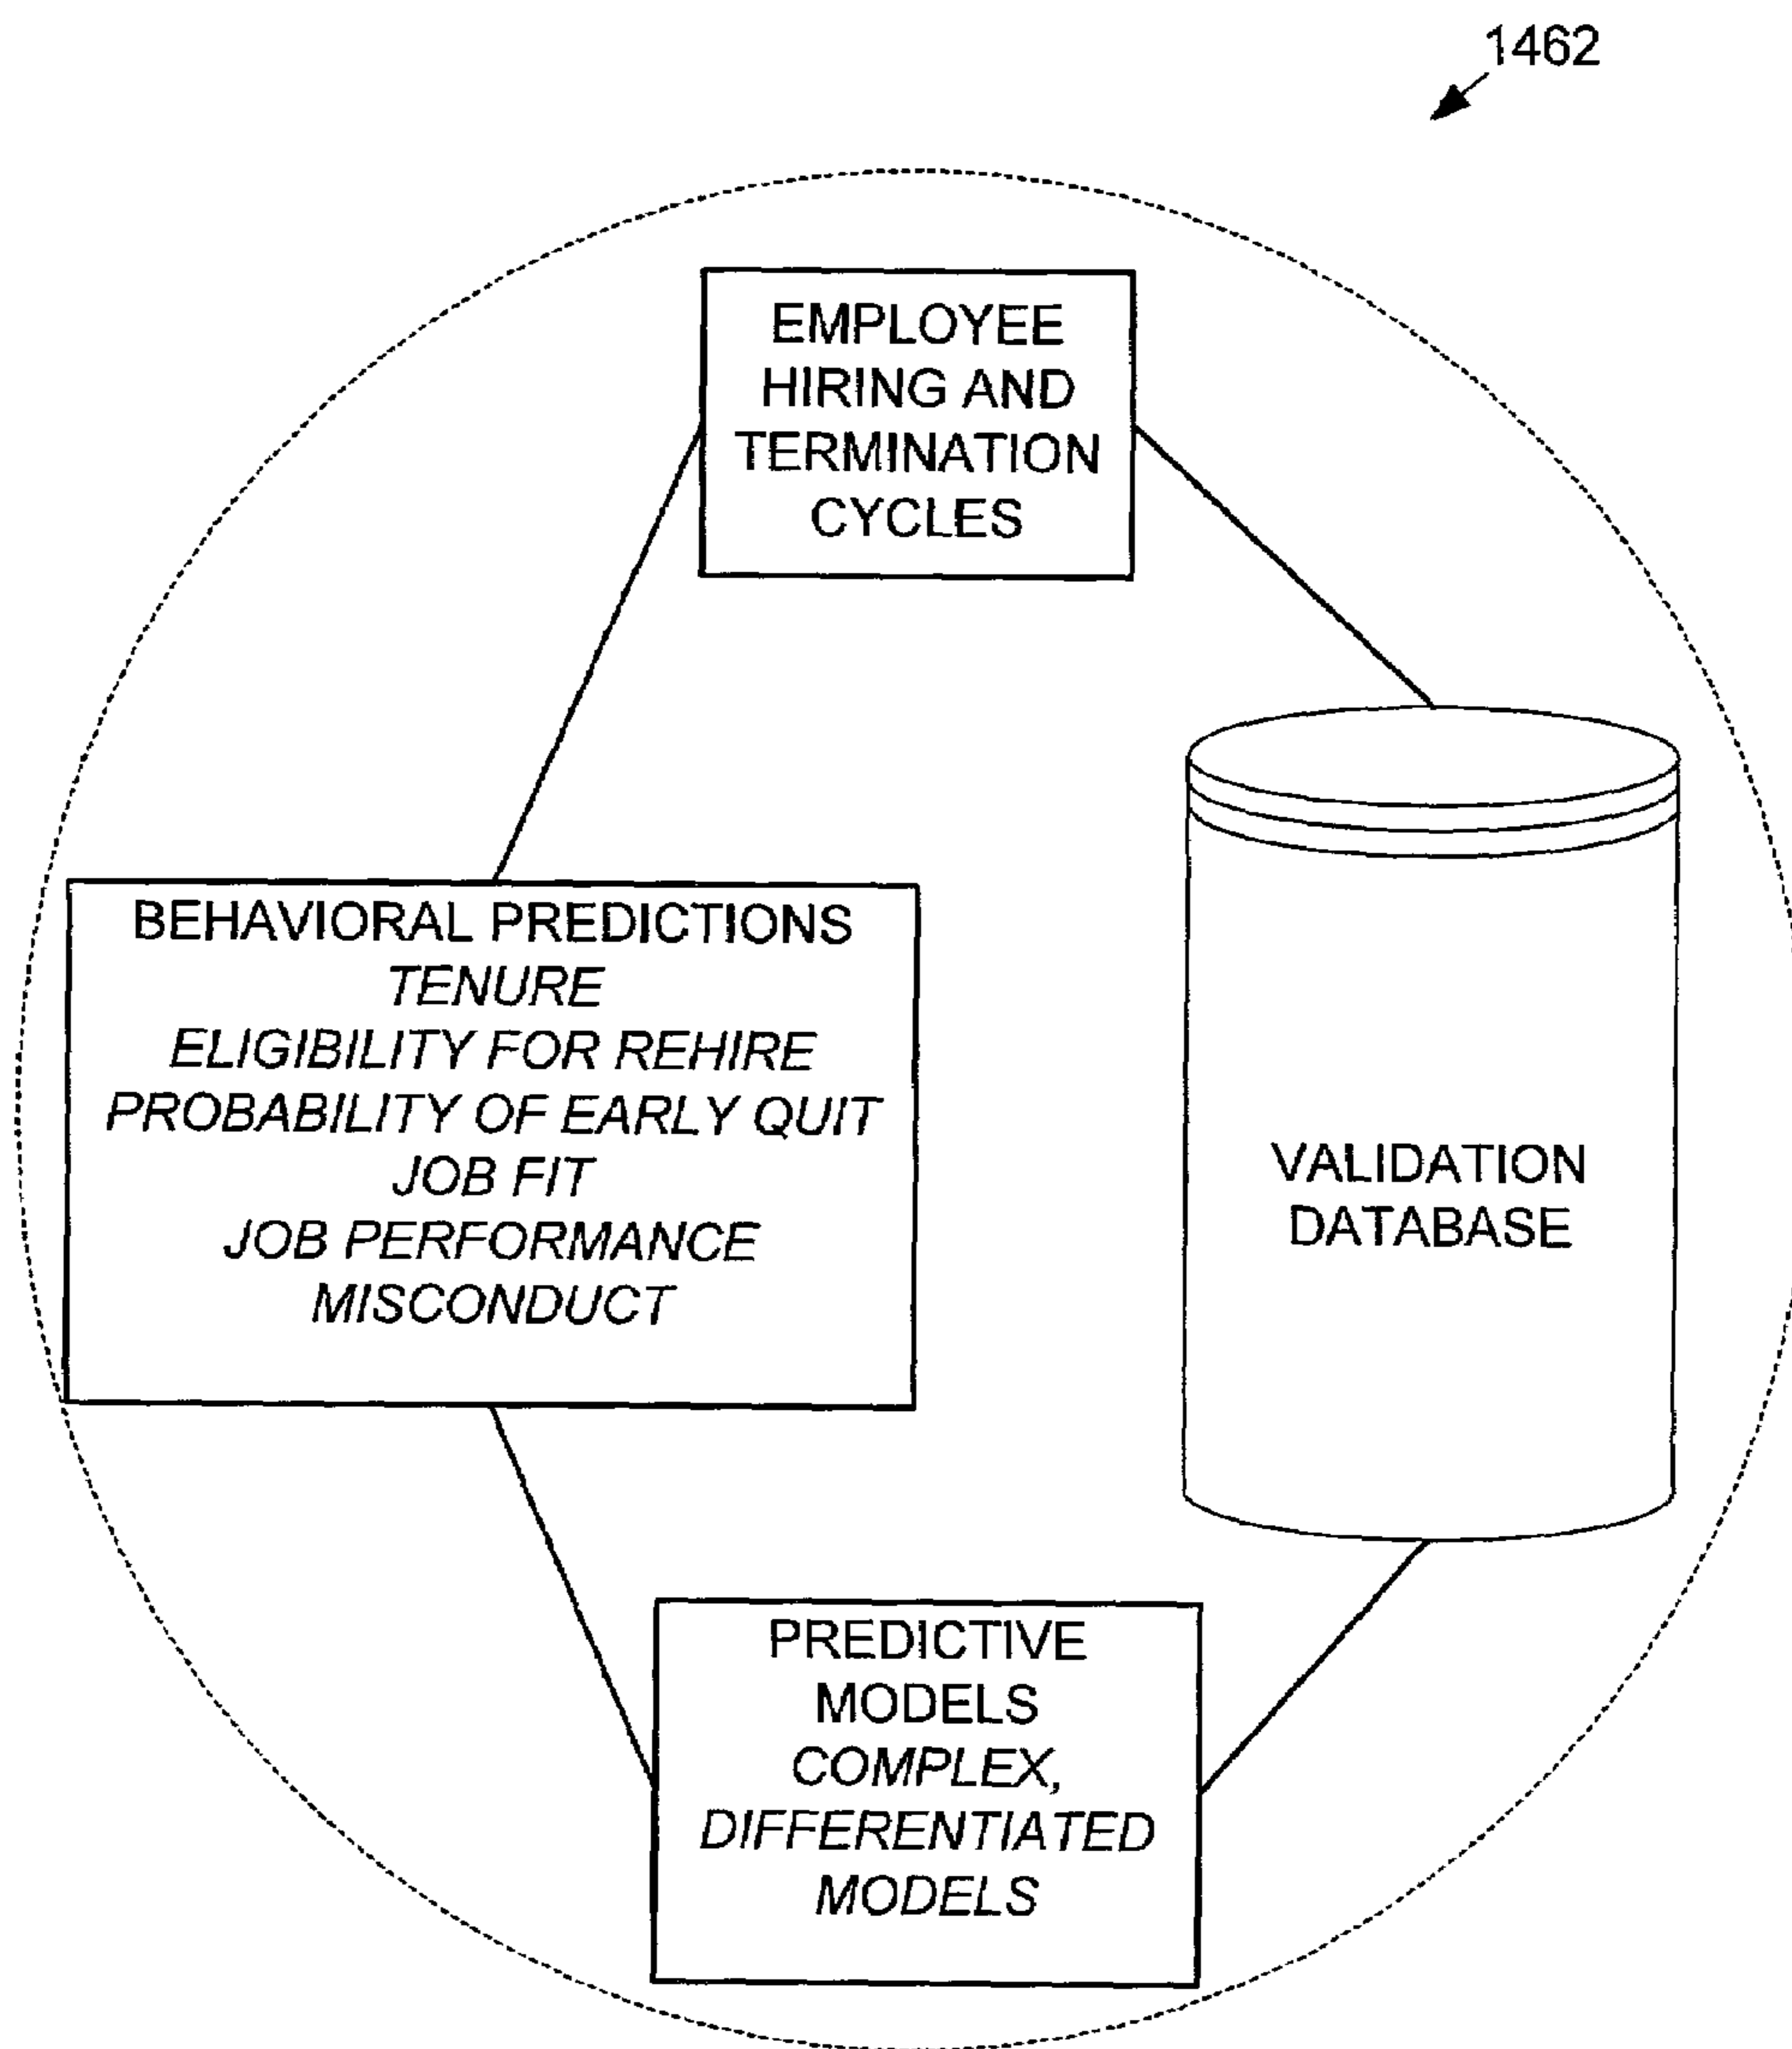 1462
EMPLOYEE
HIRING AND
TERMINATION
CYCLES
BEHAVIORAL PREDICTIONS
TENURE
ELIGIBILITY FOR REHIRE
PROBABILITY OF EARLY QUIT
JOB FIT
JOB PERFORMANCE
MISCONDUCT
VALIDATION
DATABASE
PREDICTIVE
MODELS
COMPLEX,
DIFFERENTIATED
MODELS